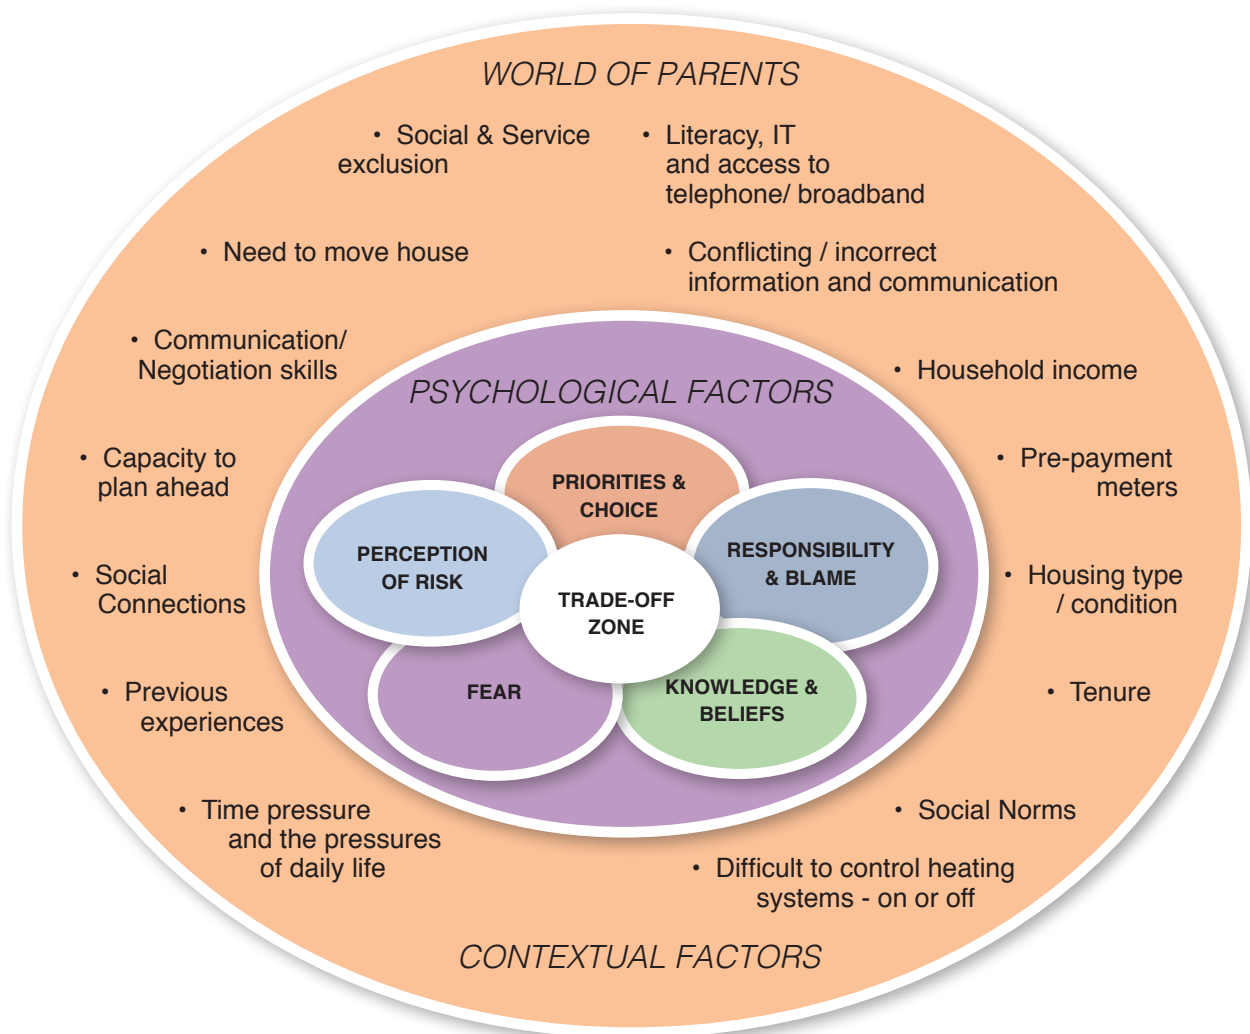 WORLD OF PARENTS
• Social & Service
exclusion
• Literacy, IT
and access to
telephone/ broadband
• Need to move house
• Conflicting / incorrect
information and communication
• Communication/
Negotiation skills
• Household income
PSYCHOLOGICAL FACTORS
• Capacity to
plan ahead
• Pre-payment
meters
PRIORITIES &
CHOICE
PERCEPTION
OF RISK
RESPONSIBILITY
& BLAME
TRADE-OFF
ZONE
• Social
Connections
• Housing type
/ condition
FEAR
KNOWLEDGE &
BELIEFS
• Previous
experiences
• Tenure
• Time pressure
and the pressures
of daily life
• Social Norms
• Difficult to control heating
systems - on or off
CONTEXTUAL FACTORS